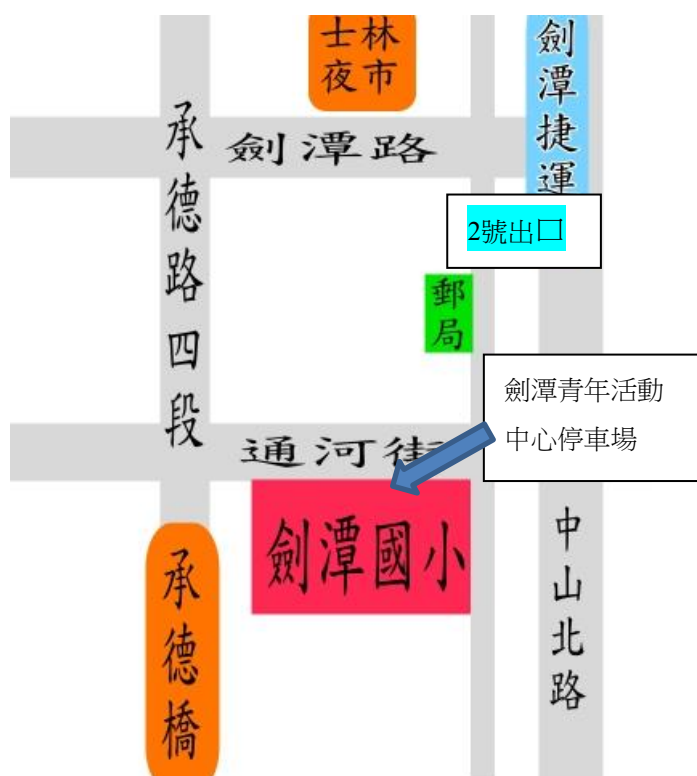 士林
夜市
劍潭捷運
承德路四段
劍潭路
2號出口
郵局
劍潭青年活動
中心停車場
通河街
劍潭國小
中山北路
承德橋